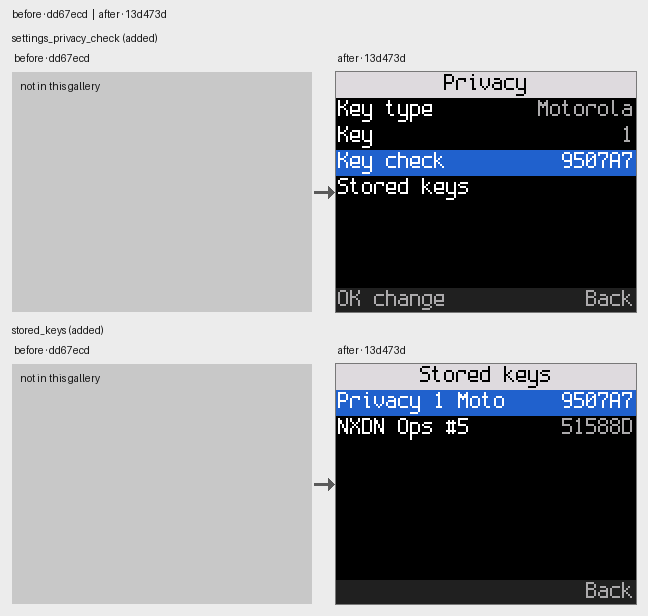 before · dd67ecd | after · 13d473d
settings_privacy_check (added)
before · dd67ecd
after · 13d473d
not in this gallery
Privacy
Key type Motorola
Key 1
Key check 9507A7
Stored keys
OK change Back
stored_keys (added)
before · dd67ecd
after · 13d473d
not in this gallery
Stored keys
Privacy 1 Moto 9507A7
NXDN Ops #5 51588D
Back